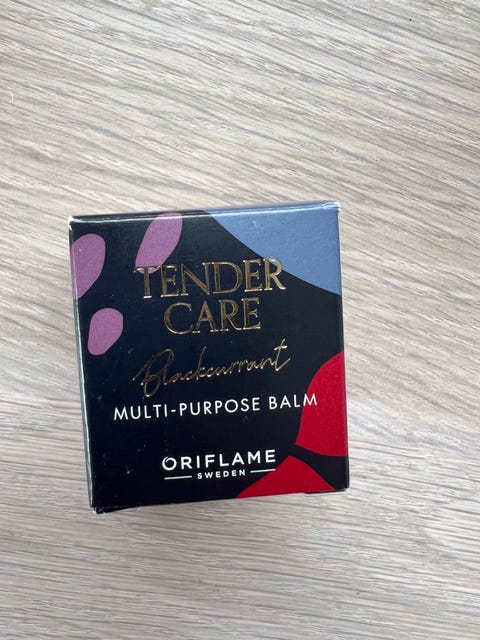 TENDER
CARE
Blackcurrant
MULTI-PURPOSE BALM
ORIFLAME
SWEDEN